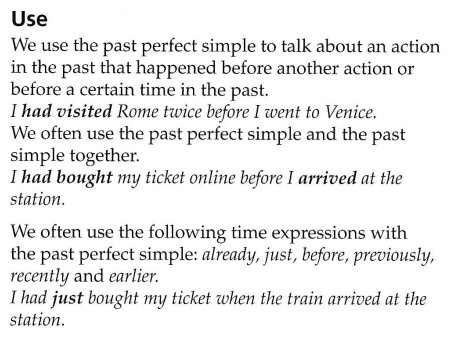 Use
We use the past perfect simple to talk about an action
in the past that happened before another action or
before a certain time in the past.
I had visited Rome twice before I went to Venice.
We often use the past perfect simple and the past
simple together.
I had bought my ticket online before I arrived at the
station.
We often use the following time expressions with
the past perfect simple: already, just, before, previously,
recently and earlier.
I had just bought my ticket when the train arrived at the
station.